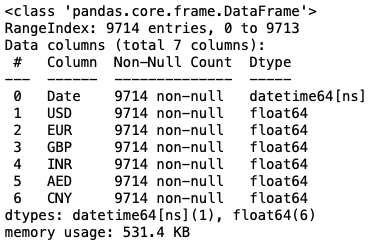 <class 'pandas.core.frame.DataFrame'>
RangeIndex: 9714 entries, 0 to 9713
Data columns (total 7 columns):
 #   Column  Non-Null Count  Dtype
---  ------  --------------  -----
 0   Date    9714 non-null   datetime64[ns]
 1   USD     9714 non-null   float64
 2   EUR     9714 non-null   float64
 3   GBP     9714 non-null   float64
 4   INR     9714 non-null   float64
 5   AED     9714 non-null   float64
 6   CNY     9714 non-null   float64
dtypes: datetime64[ns](1), float64(6)
memory usage: 531.4 KB